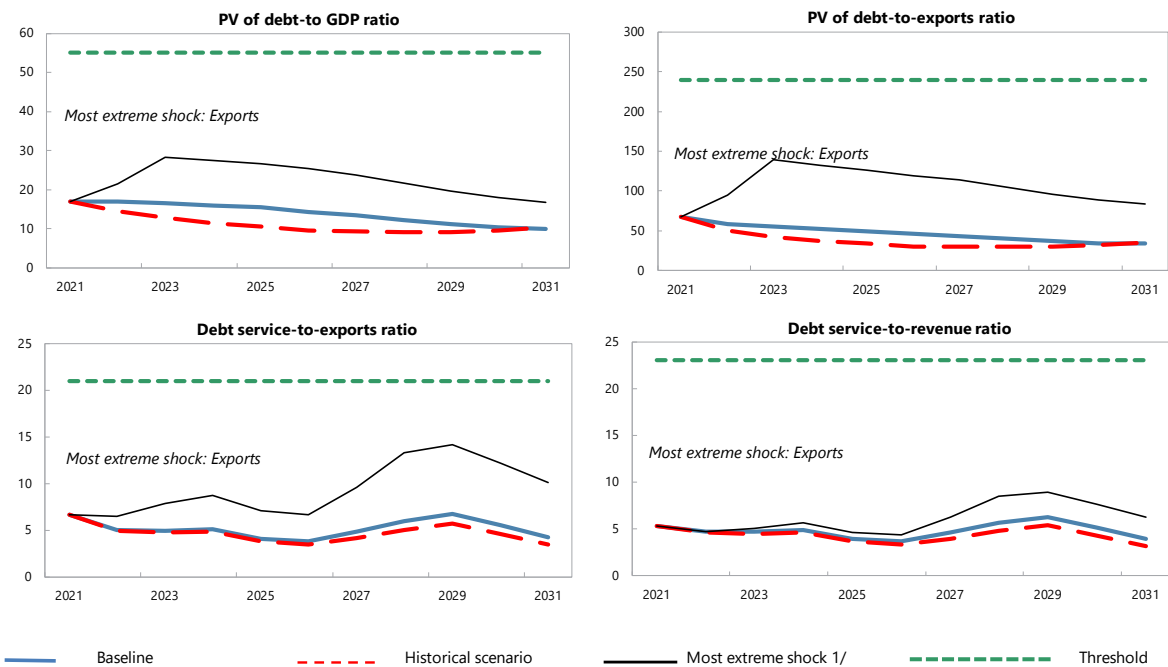 PV of debt-to GDP ratio
60
50
40
30
20
10
0
Most extreme shock: Exports
2021 2023 2025 2027 2029 2031
PV of debt-to-exports ratio
300
250
200
150
100
50
0
Most extreme shock: Exports
2021 2023 2025 2027 2029 2031
Debt service-to-exports ratio
25
20
15
10
5
0
Most extreme shock: Exports
2021 2023 2025 2027 2029 2031
Debt service-to-revenue ratio
25
20
15
10
5
0
Most extreme shock: Exports
2021 2023 2025 2027 2029 2031
Baseline Historical scenario Most extreme shock 1/ Threshold